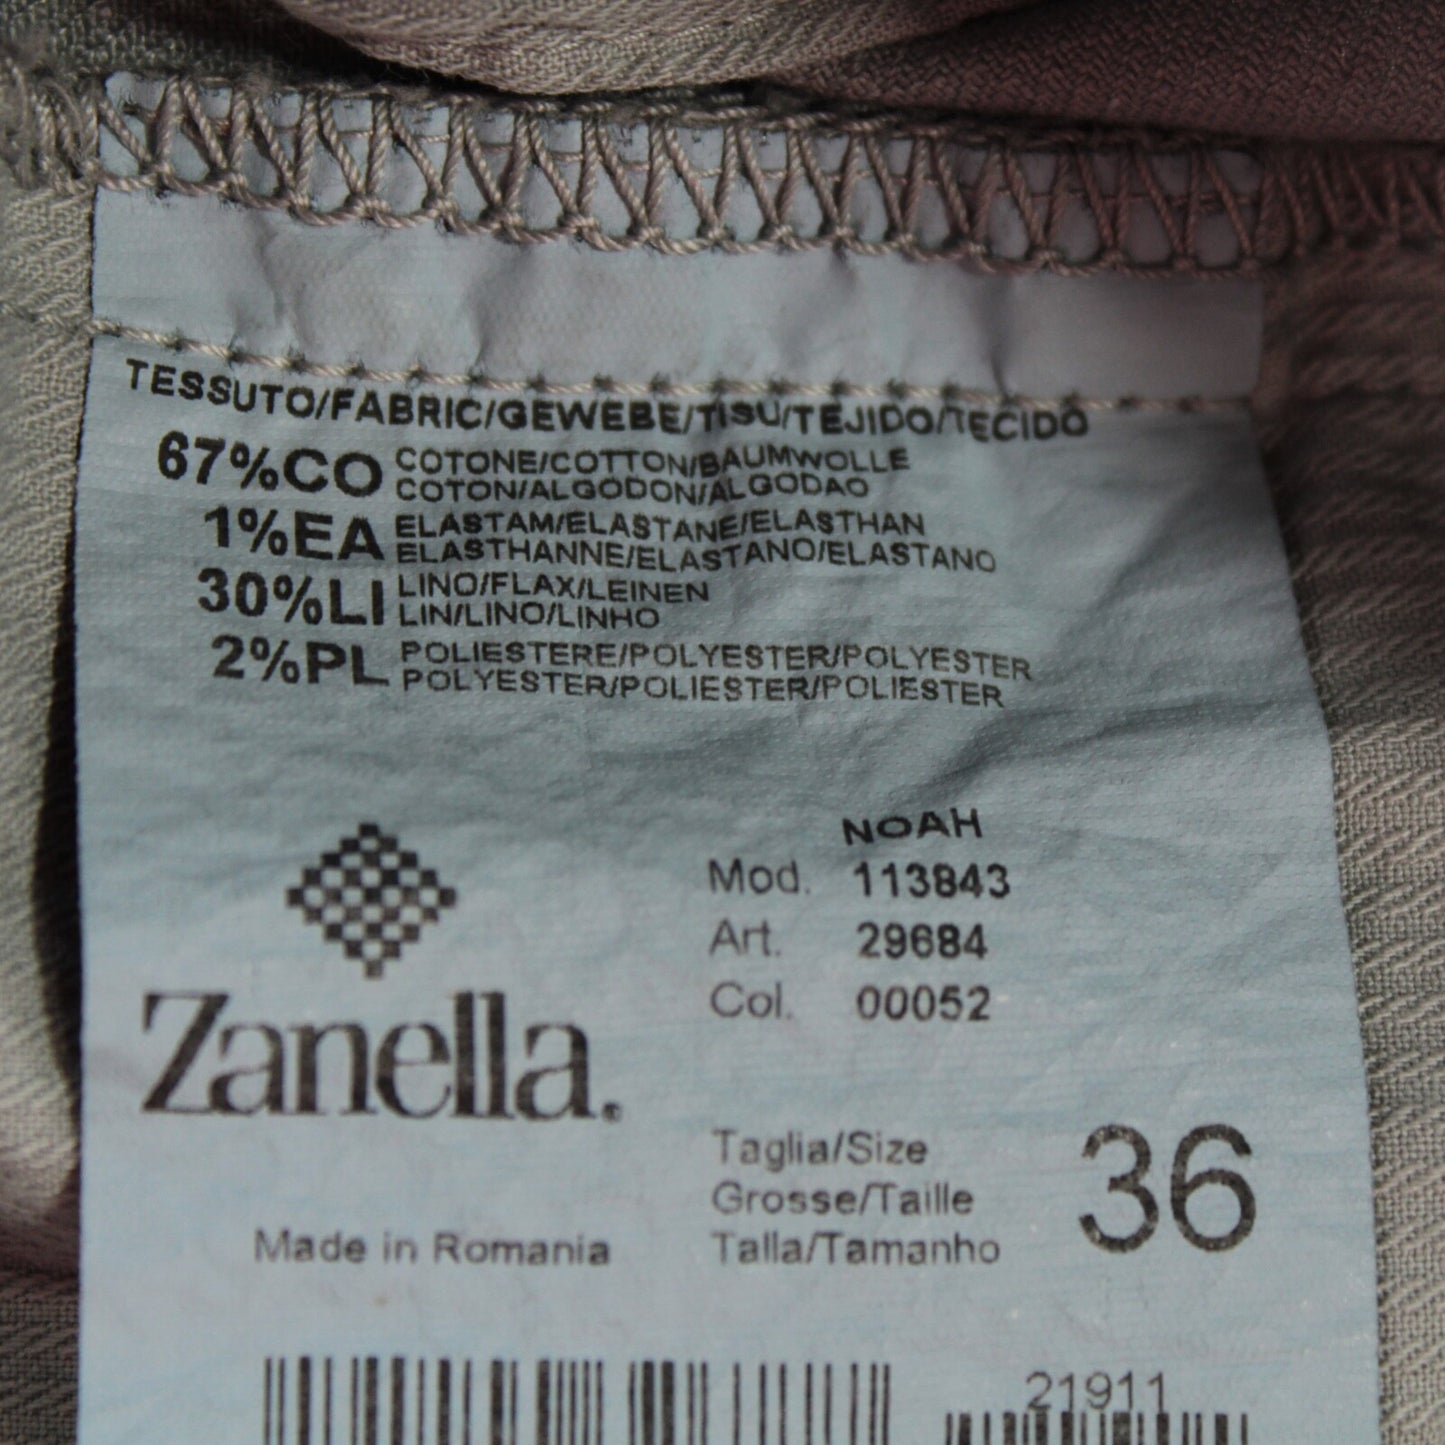 TESSUTO/FABRIC/GEWEBE/TISU/TEJIDO/TECIDO
67%CO COTONE/COTTON/BAUMWOLLE
COTON/ALGODON/ALGODAO
1%EA ELASTAM/ELASTANE/ELASTHAN
ELASTHANNE/ELASTANO/ELASTANO
30%LI LINO/FLAX/LEINEN
LIN/LINO/LINHO
2%PL POLIESTERE/POLYESTER/POLYESTER
POLYESTER/POLIESTER/POLIESTER
NOAH
Mod. 113843
Art. 29684
Col. 00052
Zanella®
Taglia/Size
Grosse/Taille
Talla/Tamanho
36
Made in Romania
21911